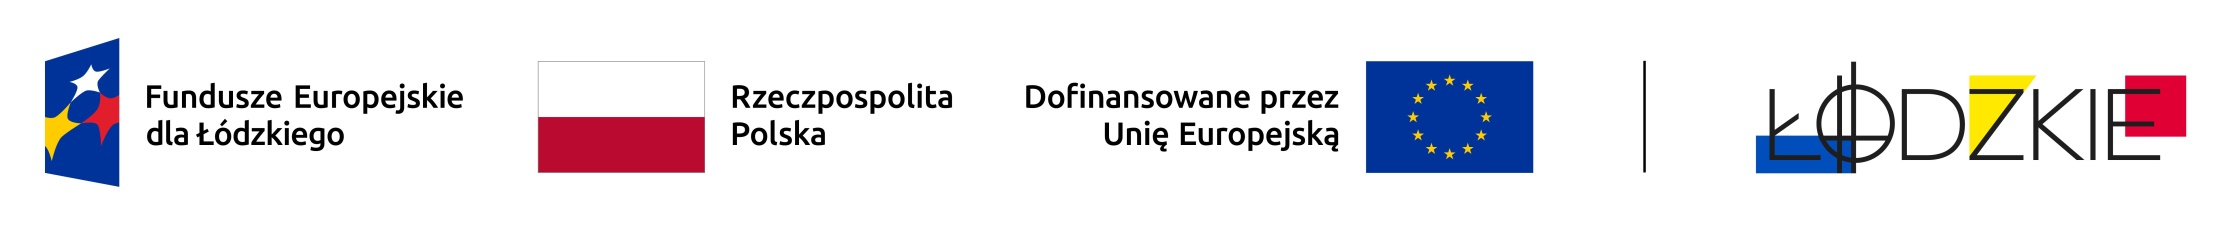 Fundusze Europejskie
dla Łódzkiego
Rzeczpospolita
Polska
Dofinansowane przez
Unię Europejską
ŁÓDZKIE